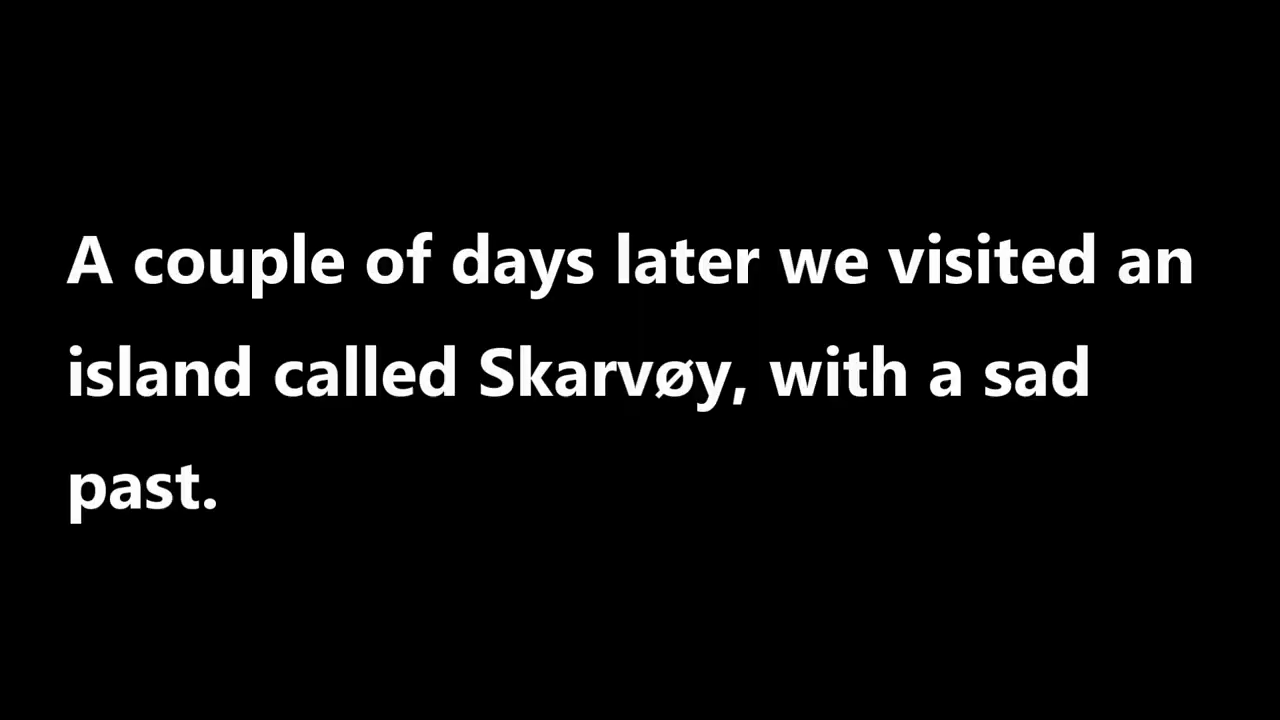 A couple of days later we visited an
island called Skarvøy, with a sad
past.